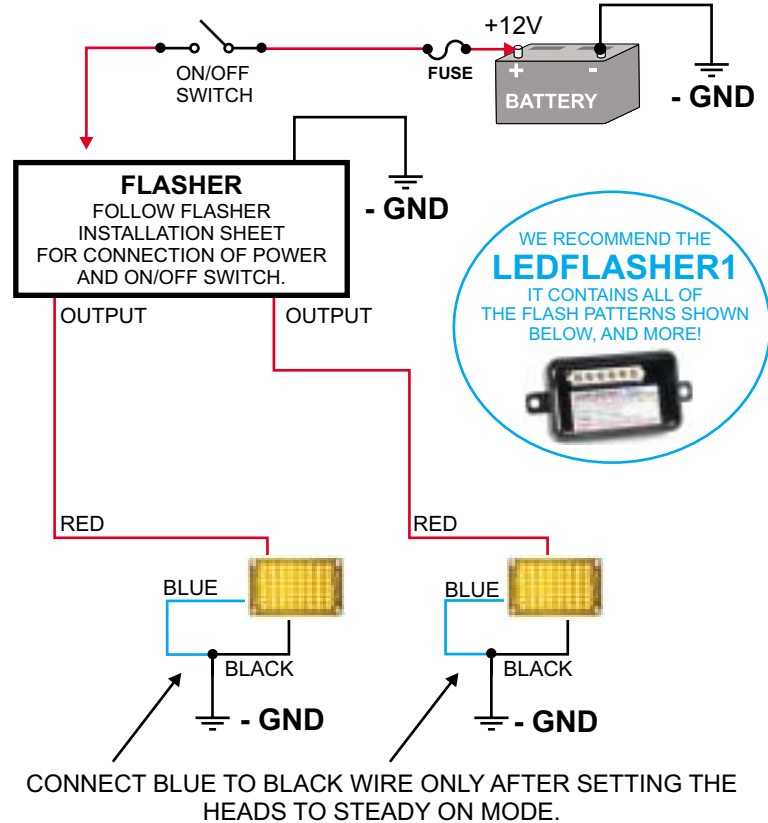 +12V
ON/OFF
SWITCH
FUSE
+ -
BATTERY
- GND
FLASHER
FOLLOW FLASHER
INSTALLATION SHEET
FOR CONNECTION OF POWER
AND ON/OFF SWITCH.
- GND
WE RECOMMEND THE
LEDFLASHER1
IT CONTAINS ALL OF
THE FLASH PATTERNS SHOWN
BELOW, AND MORE!
OUTPUT
OUTPUT
RED
RED
BLUE
BLUE
BLACK
BLACK
- GND
- GND
CONNECT BLUE TO BLACK WIRE ONLY AFTER SETTING THE
HEADS TO STEADY ON MODE.